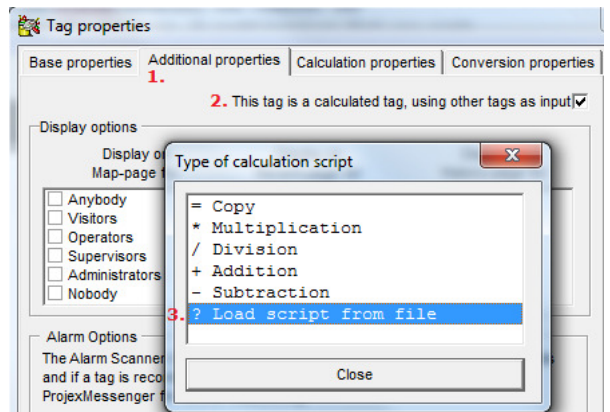 Tag properties
Base properties Additional properties Calculation properties Conversion properties
1.
2. This tag is a calculated tag, using other tags as input
Display options
Display
Map-page
Type of calculation script
Anybody
Visitors
Operators
Supervisors
Administrators
Nobody
= Copy
* Multiplication
/ Division
+ Addition
- Subtraction
3. ? Load script from file
Close
Alarm Options
The Alarm Scanner
and if a tag is
ProjexMessenger